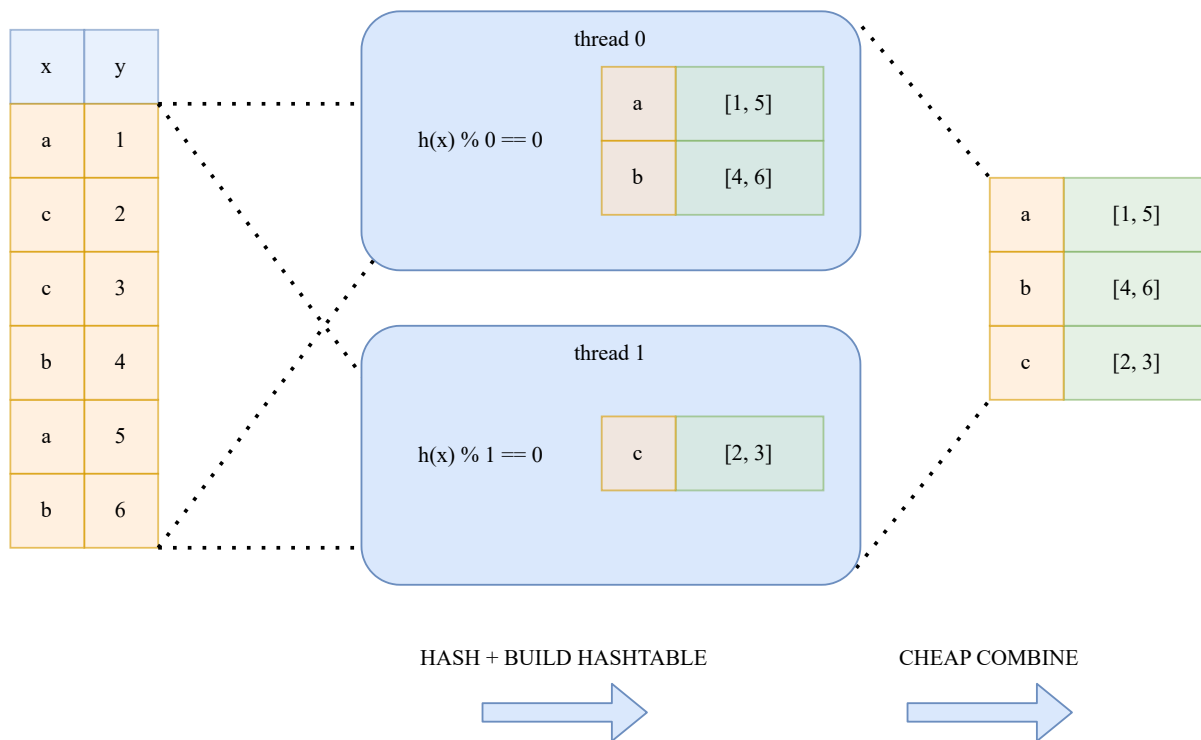 x y
a 1
c 2
c 3
b 4
a 5
b 6
thread 0
h(x) % 0 == 0
a [1, 5]
b [4, 6]
thread 1
h(x) % 1 == 0
c [2, 3]
a [1, 5]
b [4, 6]
c [2, 3]
HASH + BUILD HASHTABLE
CHEAP COMBINE